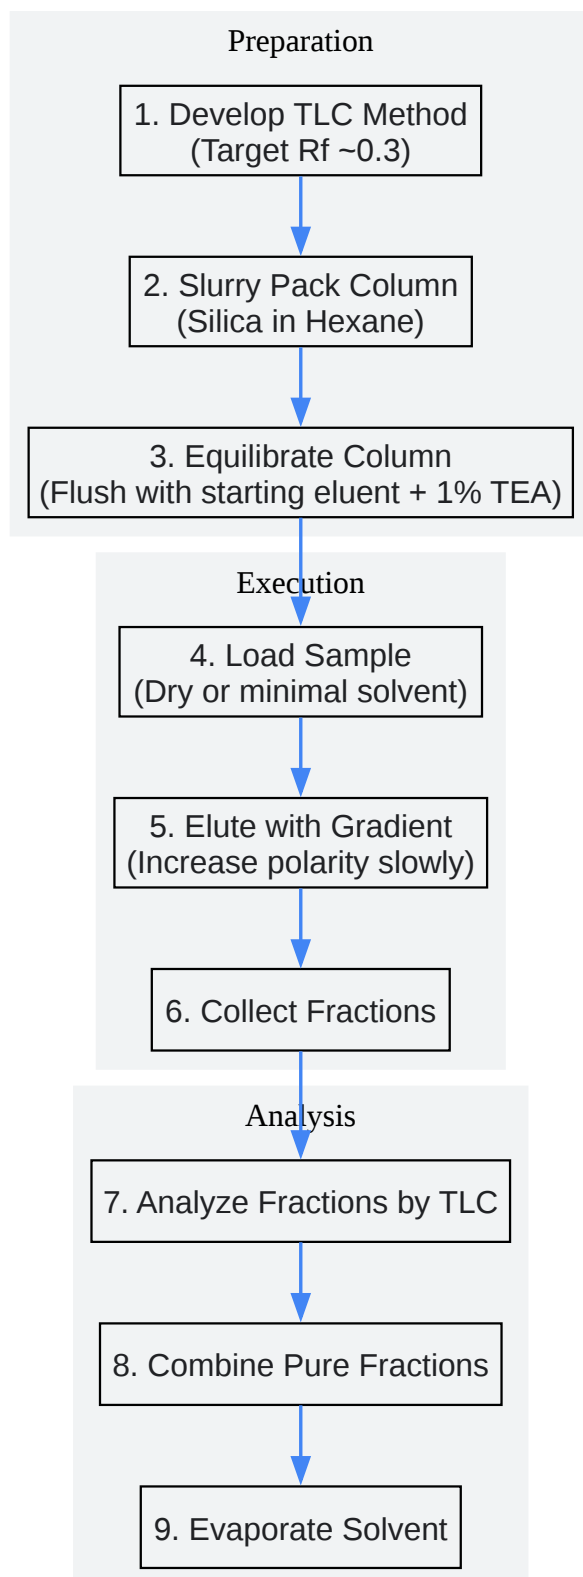 Preparation
1. Develop TLC Method
(Target Rf ~0.3)
2. Slurry Pack Column
(Silica in Hexane)
3. Equilibrate Column
(Flush with starting eluent + 1% TEA)
Execution
4. Load Sample
(Dry or minimal solvent)
5. Elute with Gradient
(Increase polarity slowly)
6. Collect Fractions
Analysis
7. Analyze Fractions by TLC
8. Combine Pure Fractions
9. Evaporate Solvent